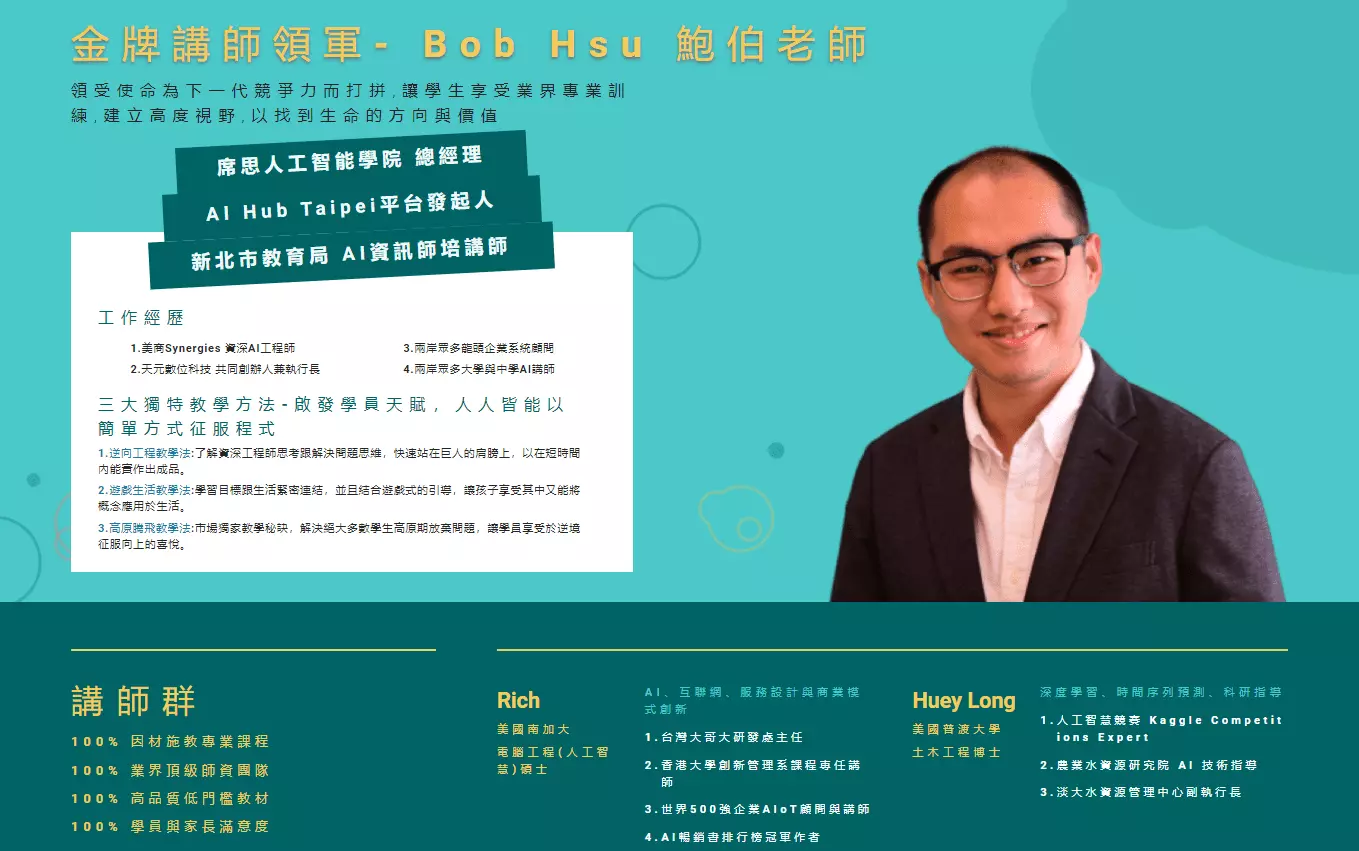 金牌講師領軍- Bob Hsu 鮑伯老師
領受使命為下一代競爭力而打拼,讓學生享受業界專業訓
練,建立高度視野,以找到生命的方向與價值
席思人工智能學院 總經理
AI Hub Taipei平台發起人
新北市教育局 AI資訊師培講師
工作經歷
1.美商Synergies 資深AI工程師
2.天元數位科技 共同創辦人兼執行長
3.兩岸眾多龍頭企業系統顧問
4.兩岸眾多大學與中學AI講師
三大獨特教學方法-啟發學員天賦, 人人皆能以
簡單方式征服程式
1.逆向工程教學法:了解資深工程師思考跟解決問題思維，快速站在巨人的肩膀上，以在短時間
內能實作出成品。
2.遊戲生活教學法:學習目標跟生活緊密連結，並且結合遊戲式的引導，讓孩子享受其中又能將
概念應用於生活。
3.高原騰飛教學法:市場獨家教學秘訣，解決絕大多數學生高原期放棄問題，讓學員享受於逆境
征服向上的喜悅。
講師群
100% 因材施教專業課程
100% 業界頂級師資團隊
100% 高品質低門檻教材
100% 學員與家長滿意度
Rich
美國南加大
電腦工程(人工智
慧)碩士
AI、互聯網、服務設計與商業模
式創新
1.台灣大哥大研發處主任
2.香港大學創新管理系課程專任講
師
3.世界500強企業AIoT顧問與講師
4.AI暢銷書排行榜冠軍作者
Huey Long
美國普渡大學
土木工程博士
深度學習、時間序列預測、科研指導
1.人工智慧競賽 Kaggle Competit
ions Expert
2.農業水資源研究院 AI 技術指導
3.淡大水資源管理中心副執行長